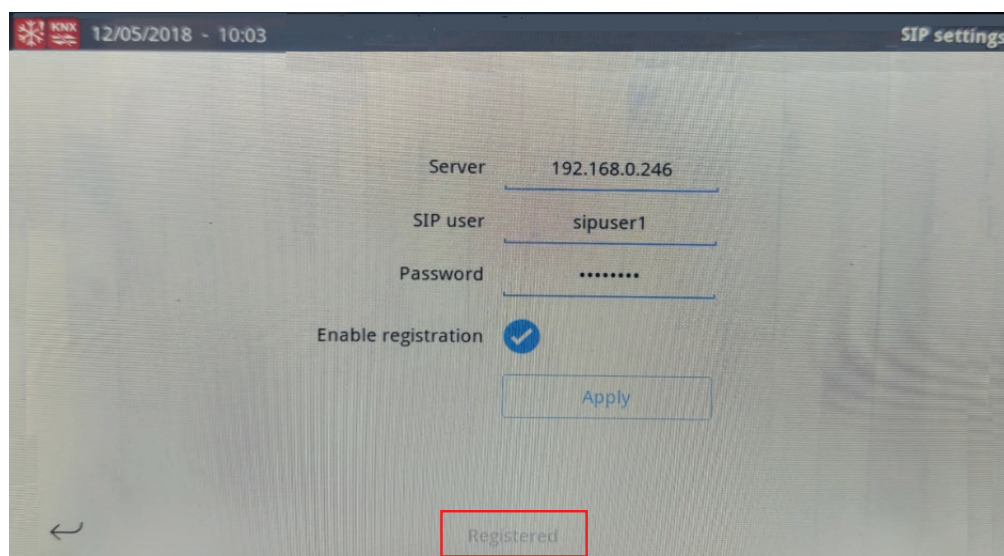 KNX 12/05/2018 - 10:03 SIP settings
Server 192.168.0.246
SIP user sipuser1
Password ••••••••
Enable registration
Apply
Registered